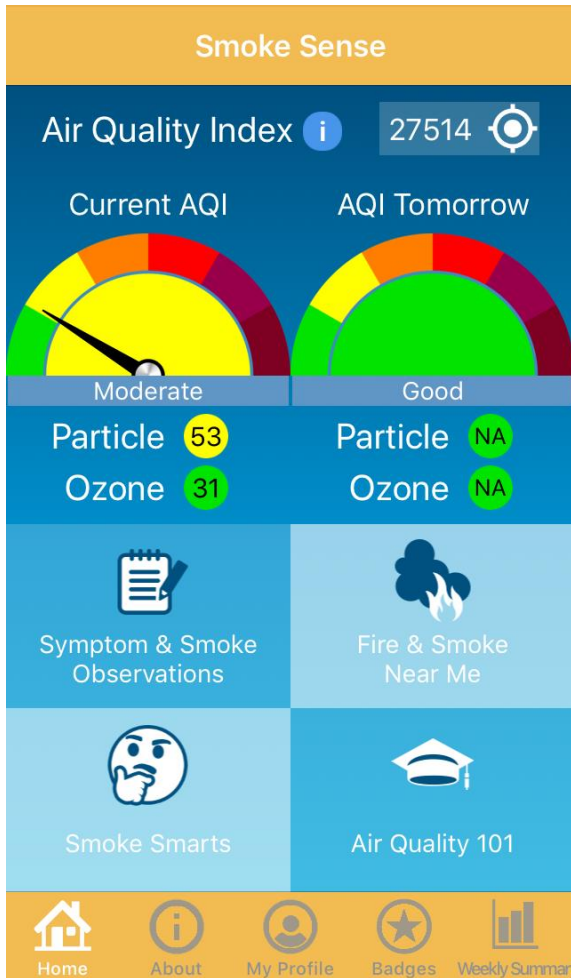 Smoke Sense
Air Quality Index i 27514
Current AQI AQI Tomorrow
Moderate Good
Particle 53 Particle NA
Ozone 31 Ozone NA
Symptom & Smoke
Observations
Fire & Smoke
Near Me
Smoke Smarts
Air Quality 101
Home About My Profile Badges Weekly Summar